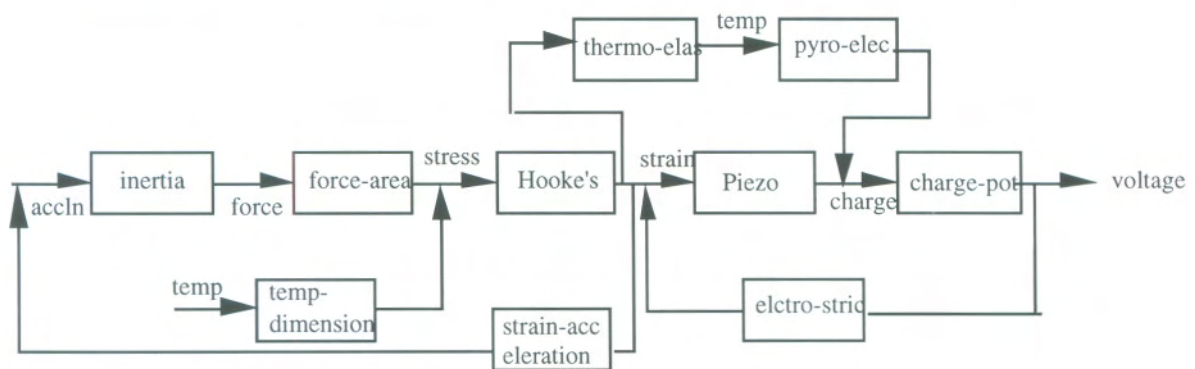 temp
thermo-elas
pyro-elec
stress
strain
inertia
force-area
Hooke's
Piezo
charge-pot
voltage
accln
force
charge
temp
temp-
dimension
elctro-stric
strain-acc
eleration